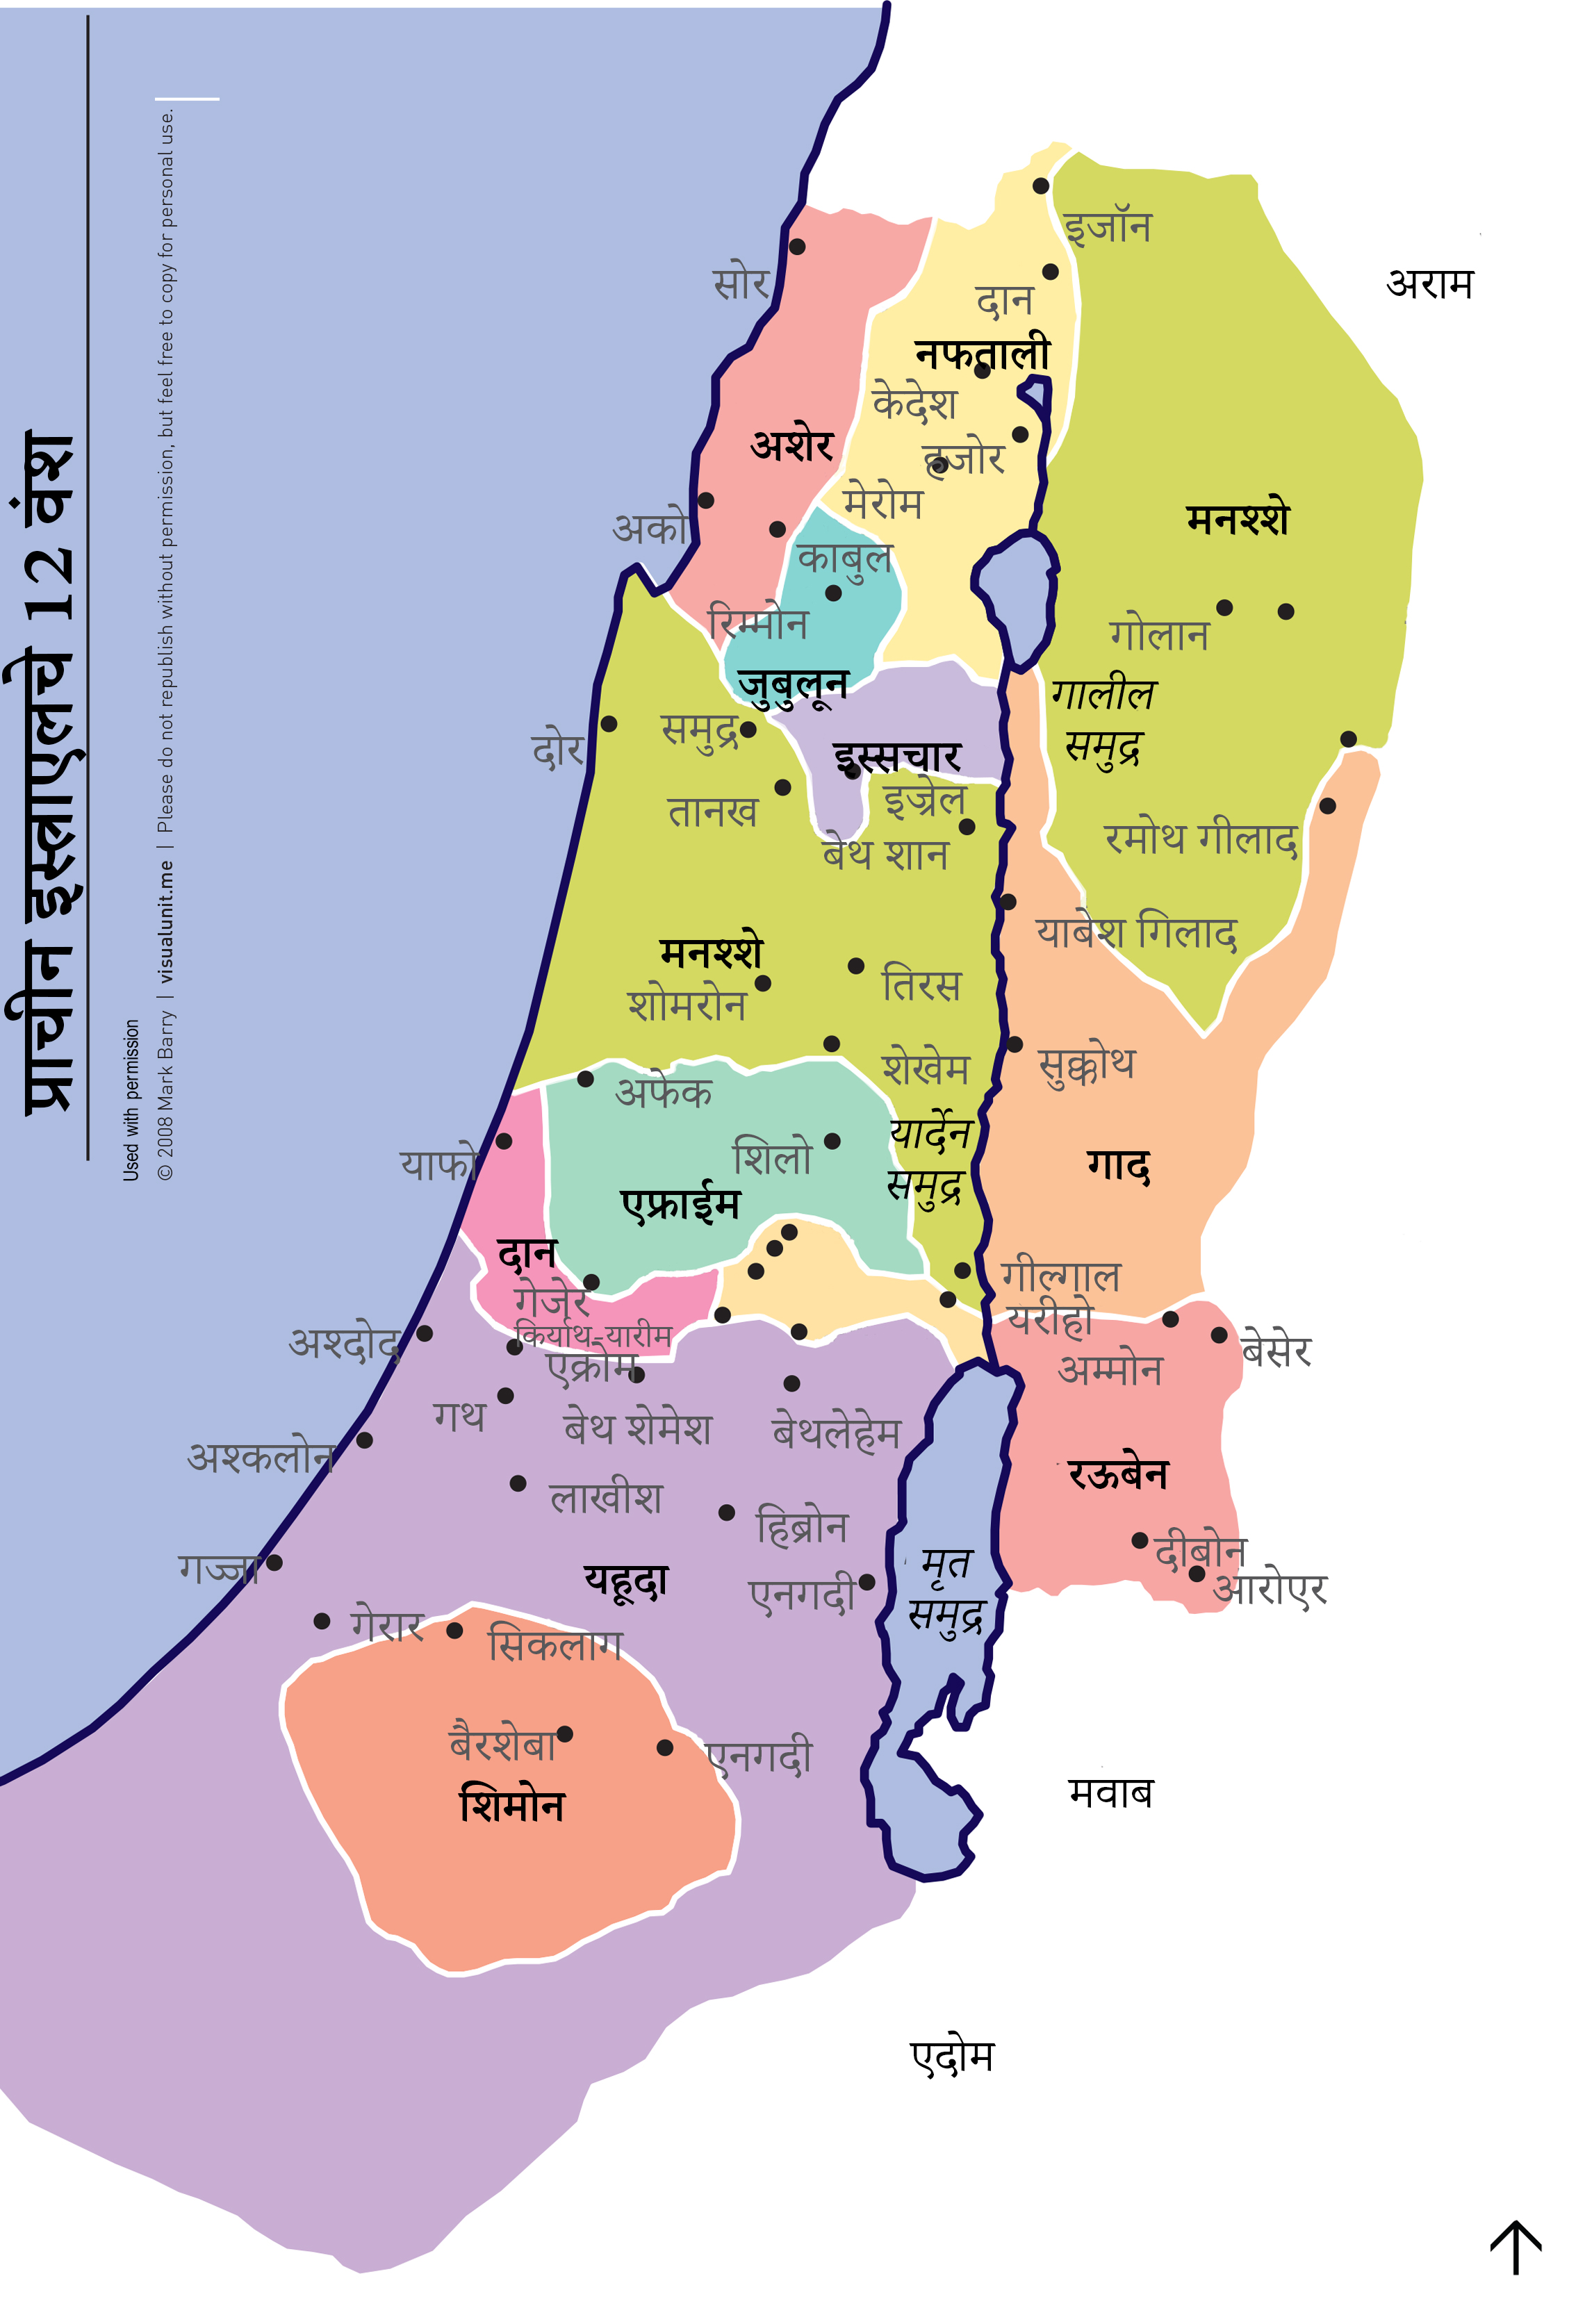 प्राचीन इस्त्राएलचे 12 वंश
Used with permission
© 2008 Mark Barry | visualunit.me | Please do not republish without permission, but feel free to copy for personal use.
इजॉन
सोर
अराम
दान
नफताली
केदेश
अशेर
हजोर
मेरोम
मनश्शे
अको
काबुल
रिम्मोन
गोलान
जुबुलून
गालील
समुद्र
समुद्र
दोर
इस्सचार
इज्रेल
तानख
रमोथ गीलाद
बेथ शान
याबेश गिलाद
मनश्शे
तिरस
शोमरोन
शेखेम
सुक्कोथ
अफेक
यार्देन
समुद्र
शिलो
याफो
गाद
एफ्राईम
दान
गील्गाल
गेजेर
यरीहो
किर्याथ-यारीम
अश्दोद
बेसेर
एक्रोम
अम्मोन
गथ
बेथ शेमेश
बेथलेहेम
अश्कलोन
रऊबेन
लाखीश
हिब्रोन
दीबोन
गज्जा
मृत
समुद्र
यहूदा
एनगदी
आरोएर
गेरार
सिकलाग
बैरशेबा
एनगदी
मवाब
शिमोन
एदोम